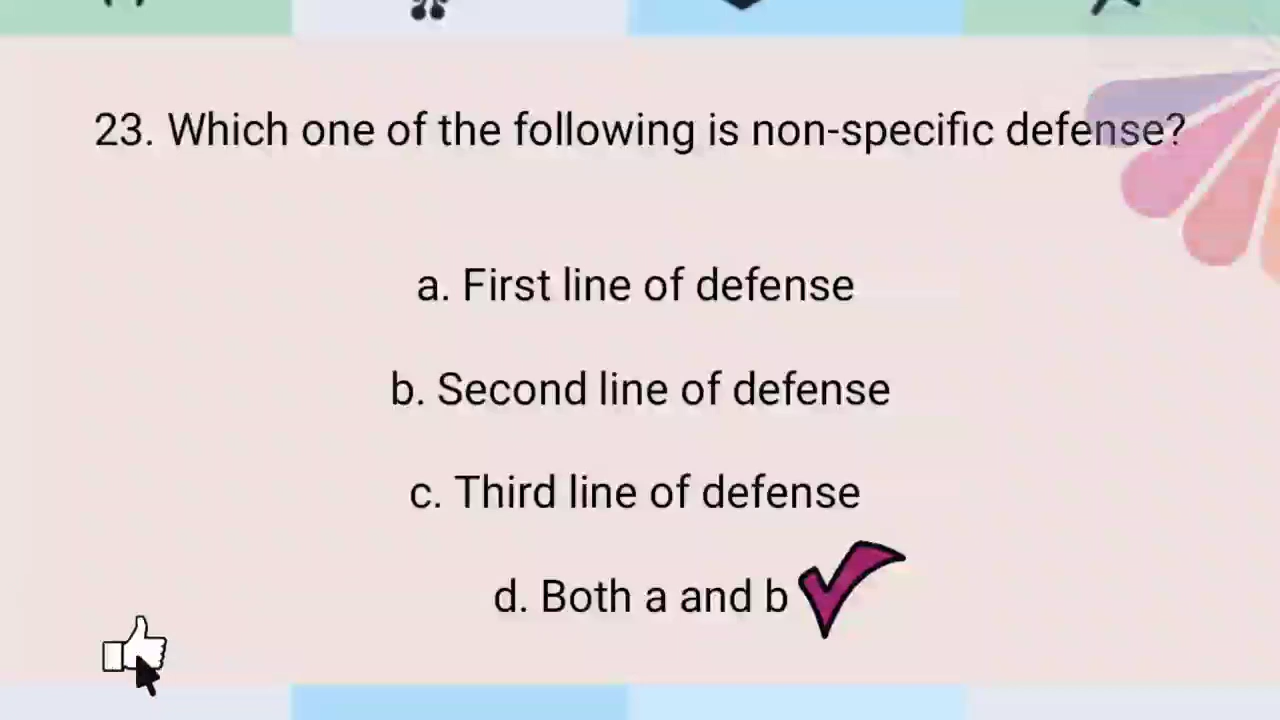 23. Which one of the following is non-specific defense?
a. First line of defense
b. Second line of defense
c. Third line of defense
d. Both a and b